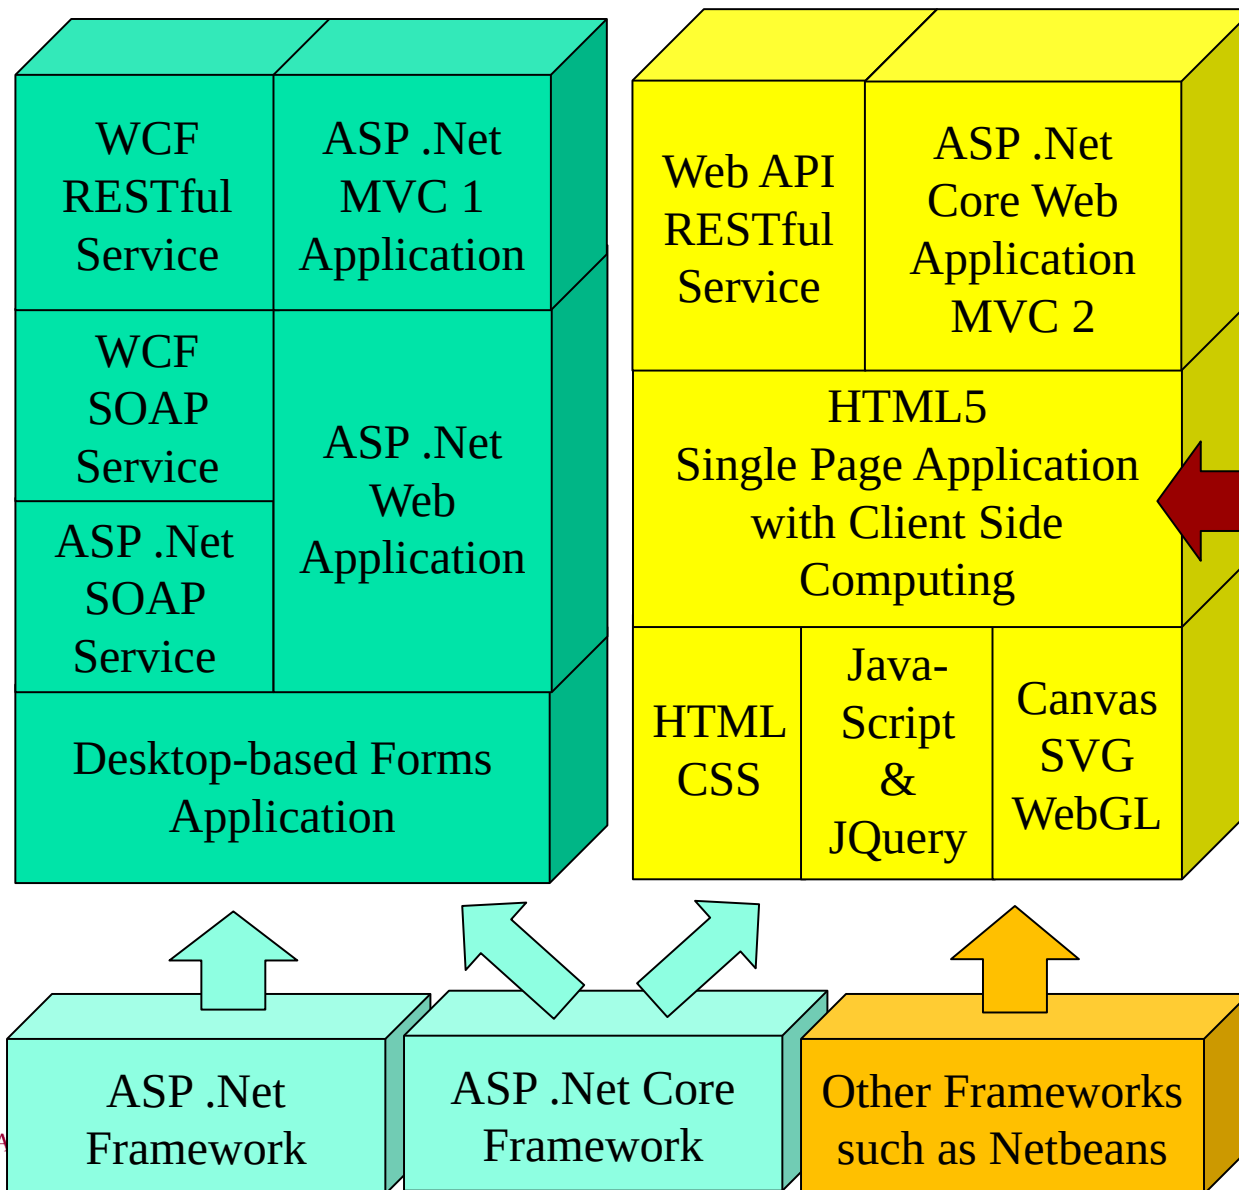 WCF
RESTful
Service
ASP .Net
MVC 1
Application
WCF
SOAP
Service
ASP .Net
SOAP
Service
ASP .Net
Web
Application
Desktop-based Forms
Application
Web API
RESTful
Service
ASP .Net
Core Web
Application
MVC 2
HTML5
Single Page Application
with Client Side
Computing
HTML
CSS
Java-
Script
&
JQuery
Canvas
SVG
WebGL
ASP .Net
Framework
ASP .Net Core
Framework
Other Frameworks
such as Netbeans